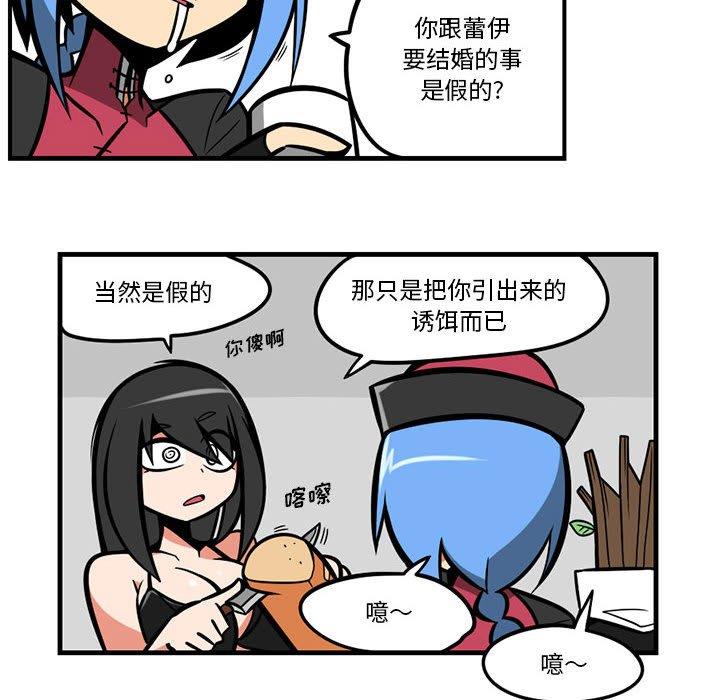 你跟蕾伊
要结婚的事
是假的?
当然是假的
你傻啊
那只是把你引出来的
诱饵而已
喀嚓
噫～
噫～